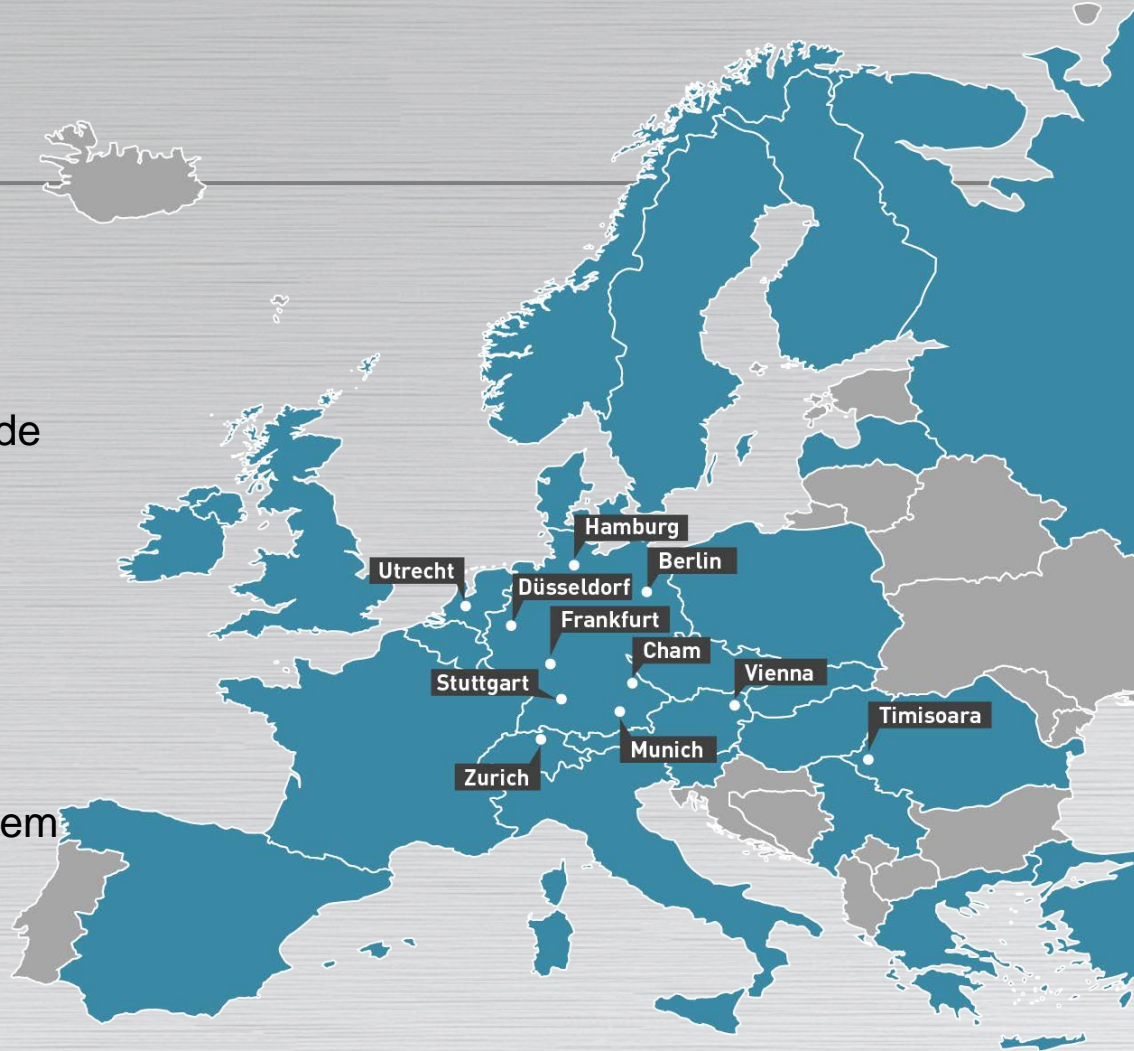 de
Hamburg
Berlin
Utrecht
Düsseldorf
Frankfurt
Cham
Vienna
Stuttgart
Timisoara
Munich
Zurich
em